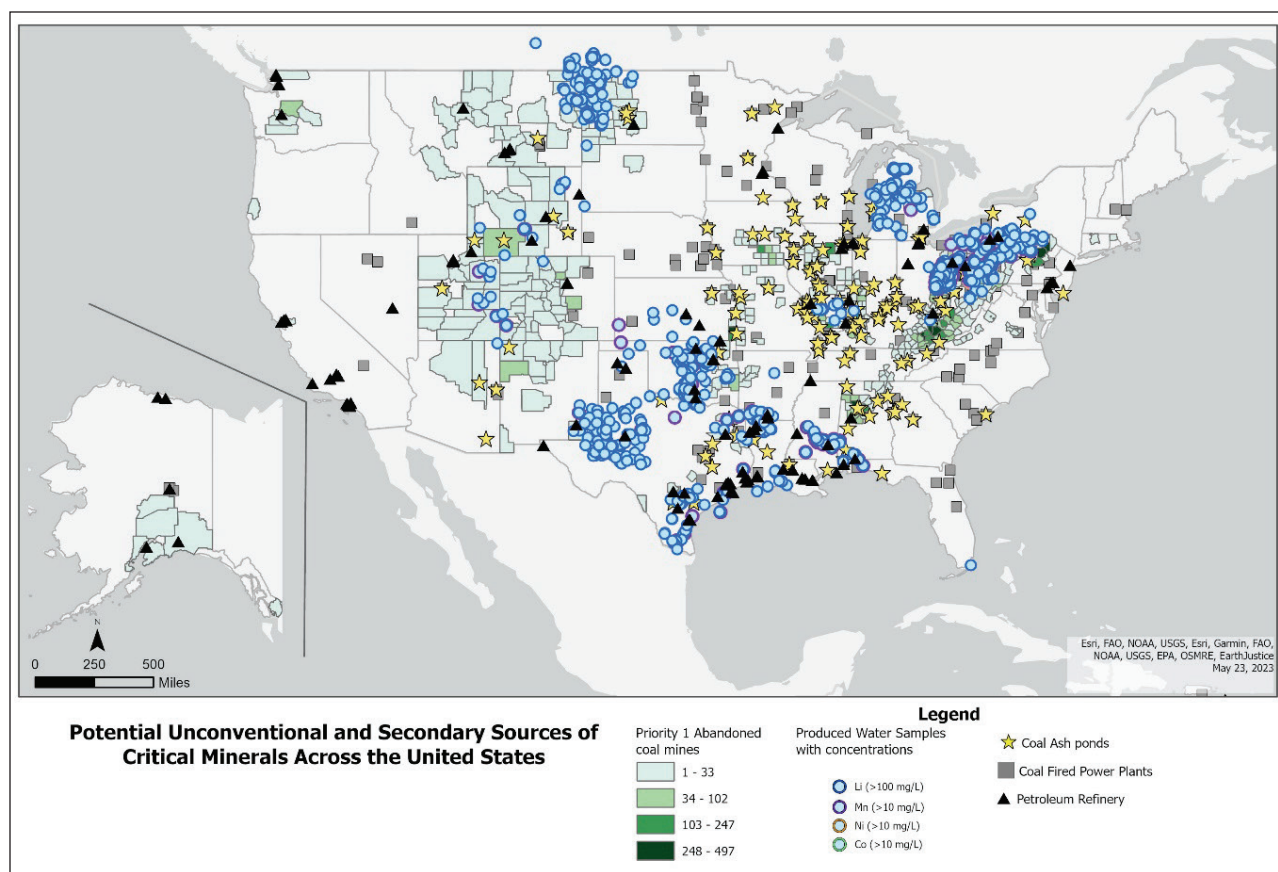 N
0 250 500
Miles
Esri, FAO, NOAA, USGS, Esri, Garmin, FAO,
NOAA, USGS, EPA, OSMRE, EarthJustice
May 23, 2023
Potential Unconventional and Secondary Sources of
Critical Minerals Across the United States
Legend
Priority 1 Abandoned
coal mines
1 - 33
34 - 102
103 - 247
248 - 497
Produced Water Samples
with concentrations
Li (>100 mg/L)
Mn (>10 mg/L)
Ni (>10 mg/L)
Co (>10 mg/L)
Coal Ash ponds
Coal Fired Power Plants
Petroleum Refinery